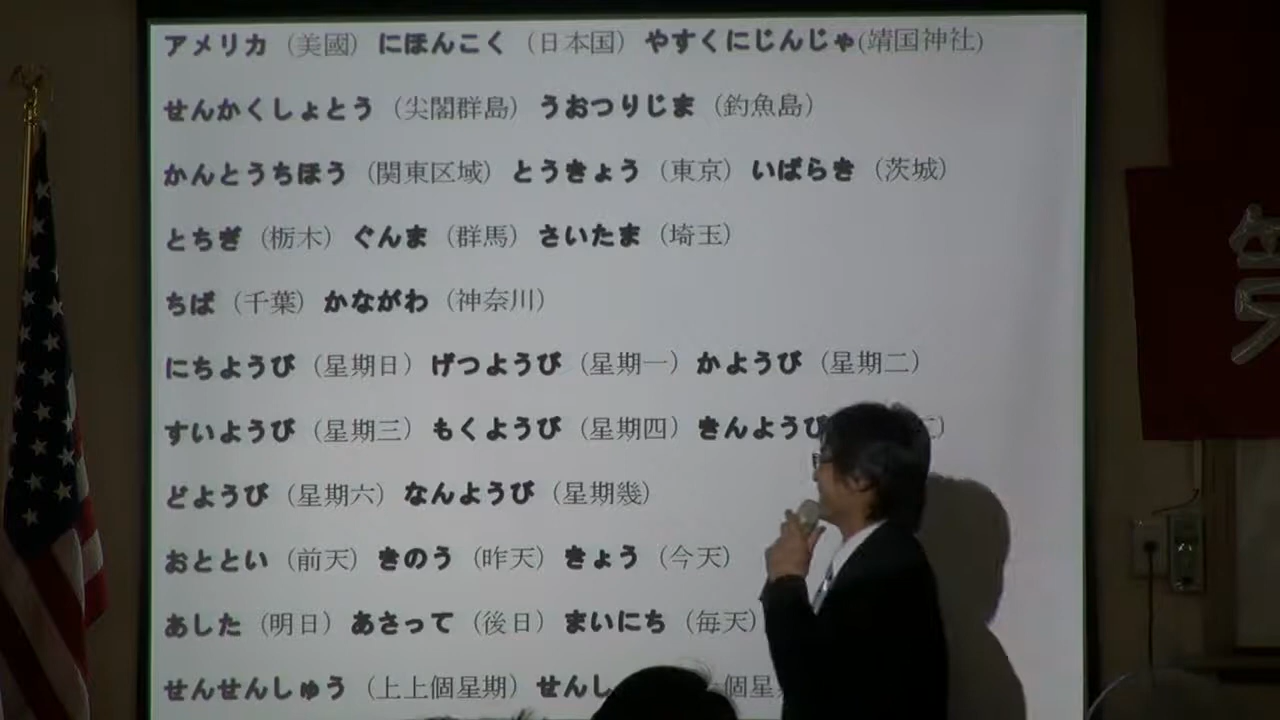 アメリカ（美國）にほんこく（日本国）やすくにじんじゃ(靖国神社)
せんかくしょとう（尖閣群島）うおつりじま（釣魚島）
かんとうちほう（関東区域）とうきょう（東京）いばらき（茨城）
とちぎ（栃木）ぐんま（群馬）さいたま（埼玉）
ちば（千葉）かながわ（神奈川）
にちようび（星期日）げつようび（星期一）かようび（星期二）
すいようび（星期三）もくようび（星期四）きんようび
どようび（星期六）なんようび（星期幾）
おととい（前天）きのう（昨天）きょう（今天）
あした（明日）あさって（後日）まいにち（毎天）
せんせんしゅう（上上個星期）せんし 個星